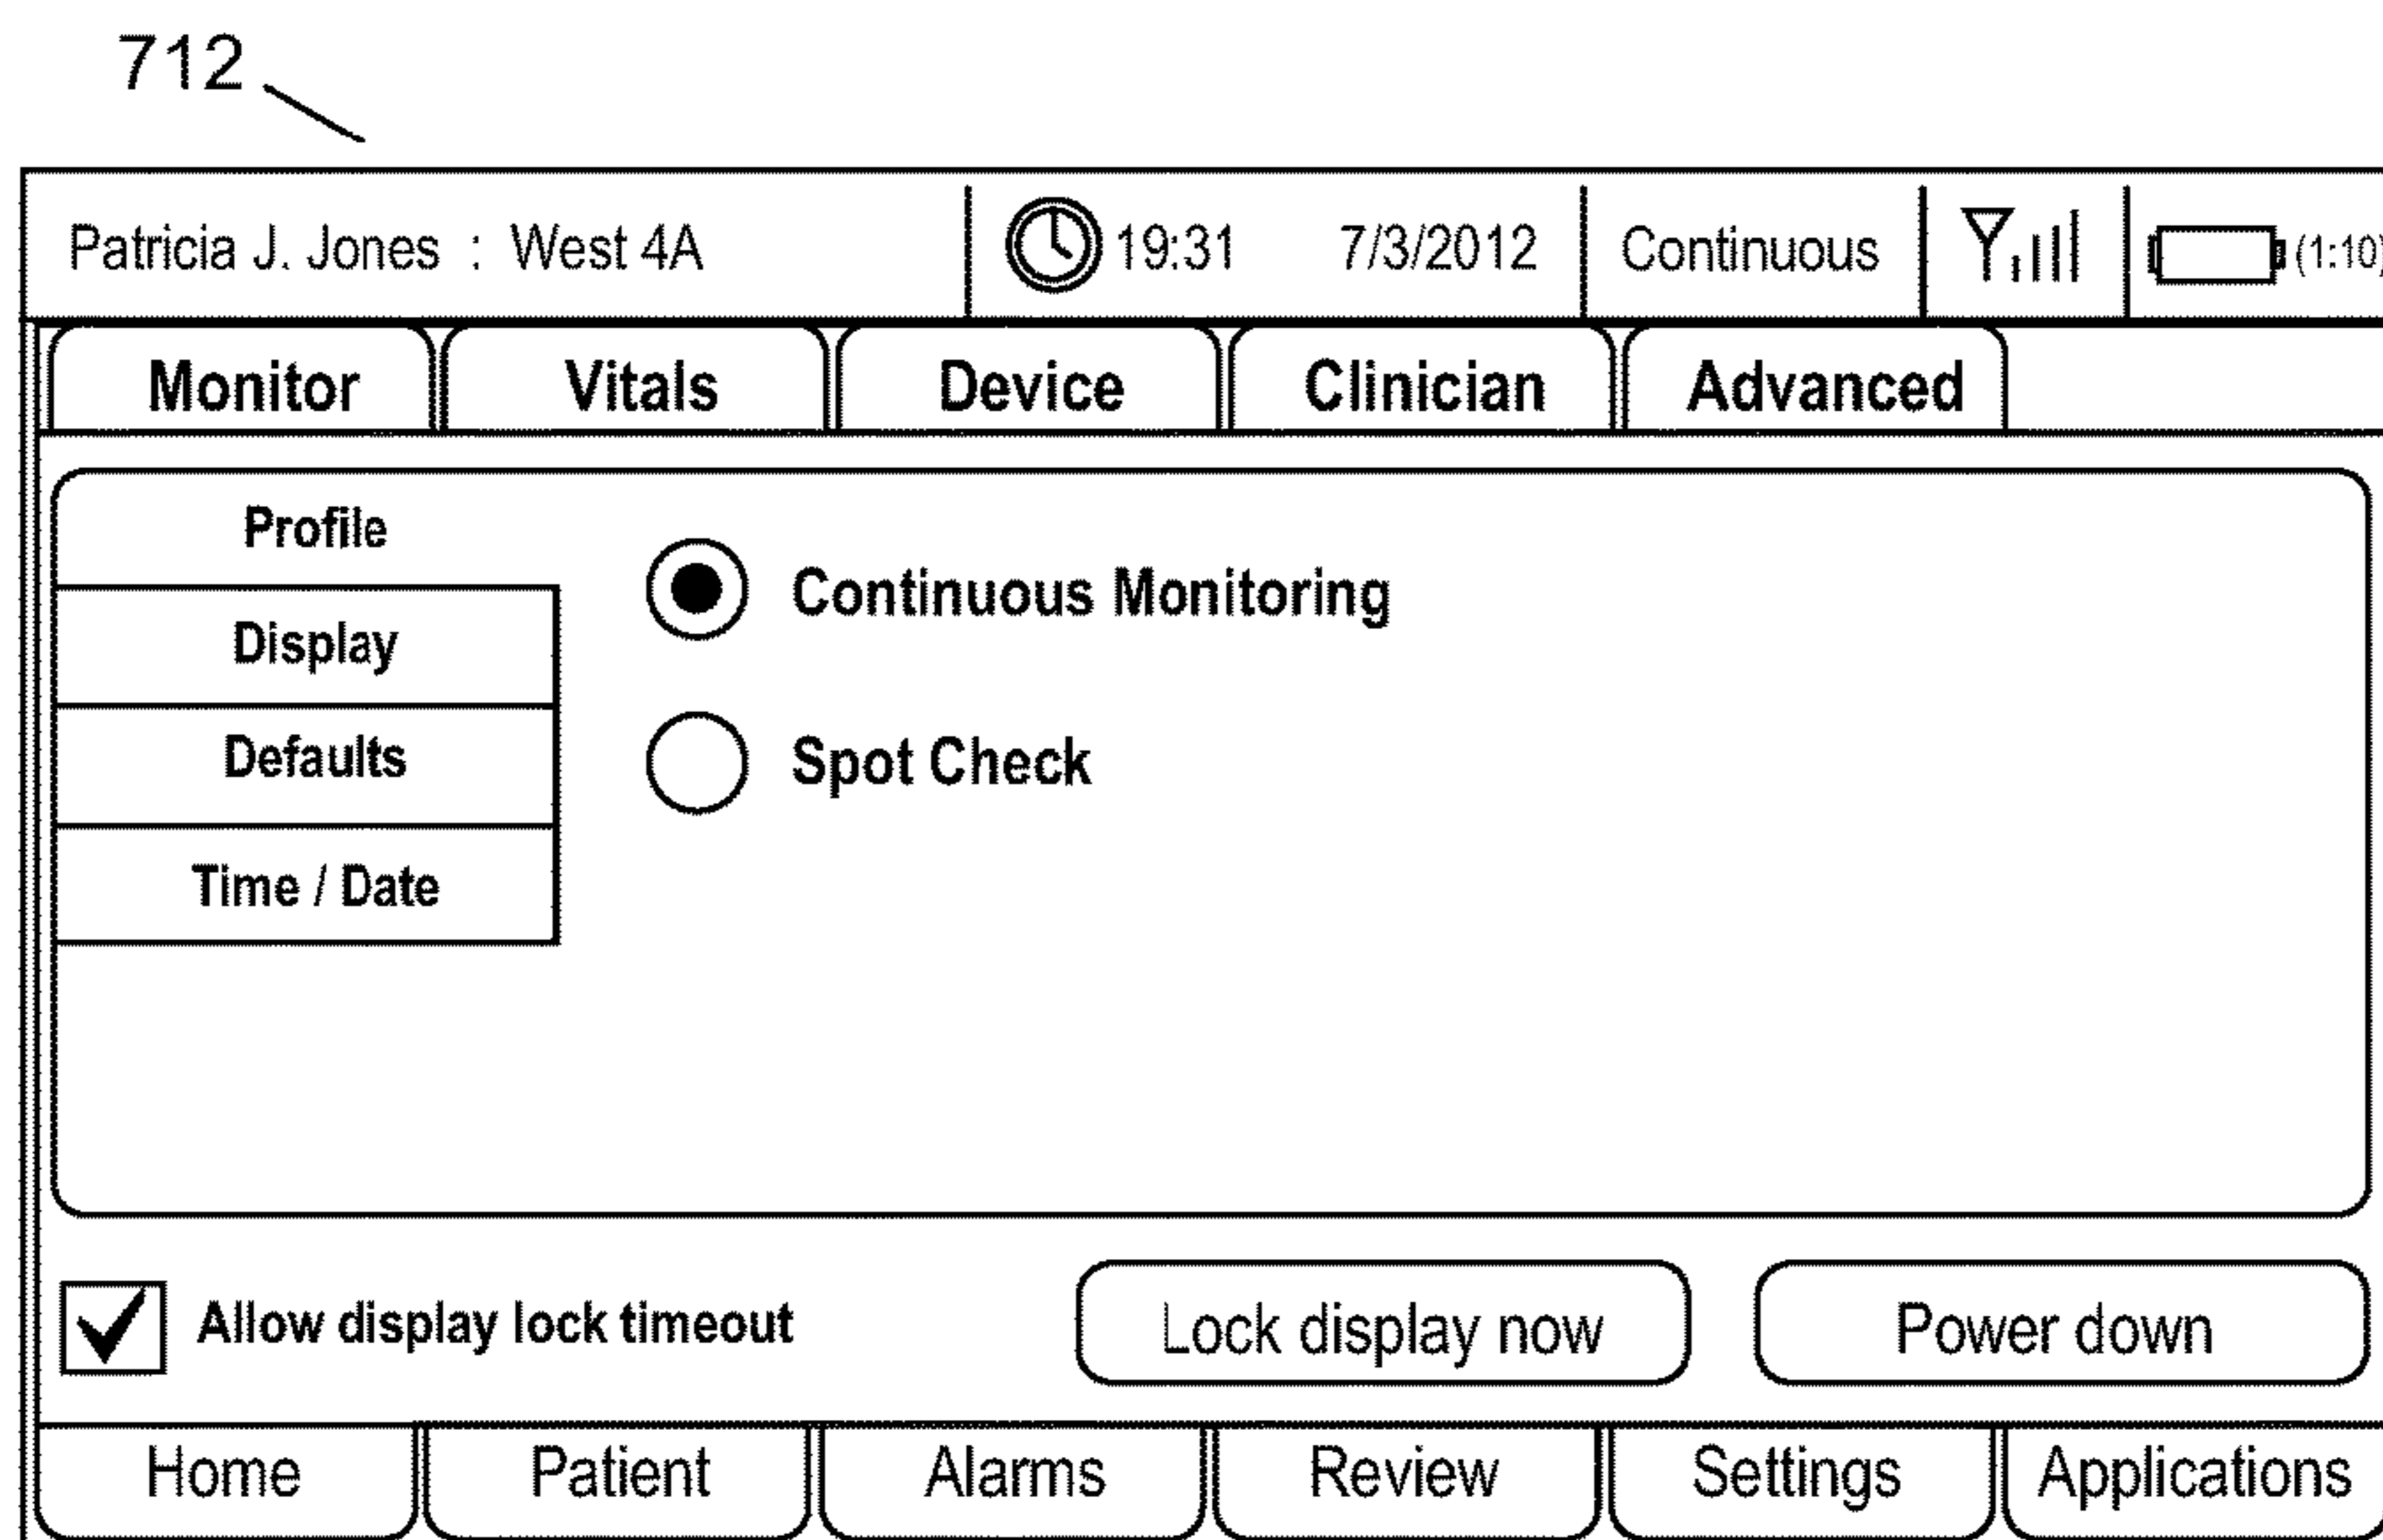 712
Patricia J. Jones : West 4A 19:31 7/3/2012 Continuous (1:10)
Monitor Vitals Device Clinician Advanced
Profile
Display
Defaults
Time / Date
Continuous Monitoring
Spot Check
Allow display lock timeout Lock display now Power down
Home Patient Alarms Review Settings Applications